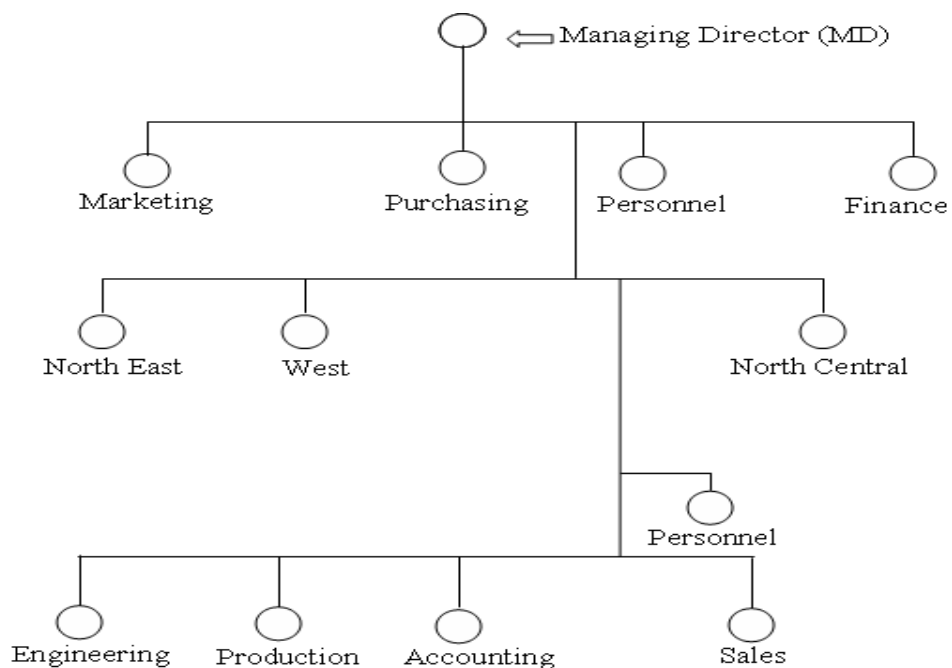 Managing Director (MD)
Marketing
Purchasing
Personnel
Finance
North East
West
North Central
Personnel
Engineering
Production
Accounting
Sales